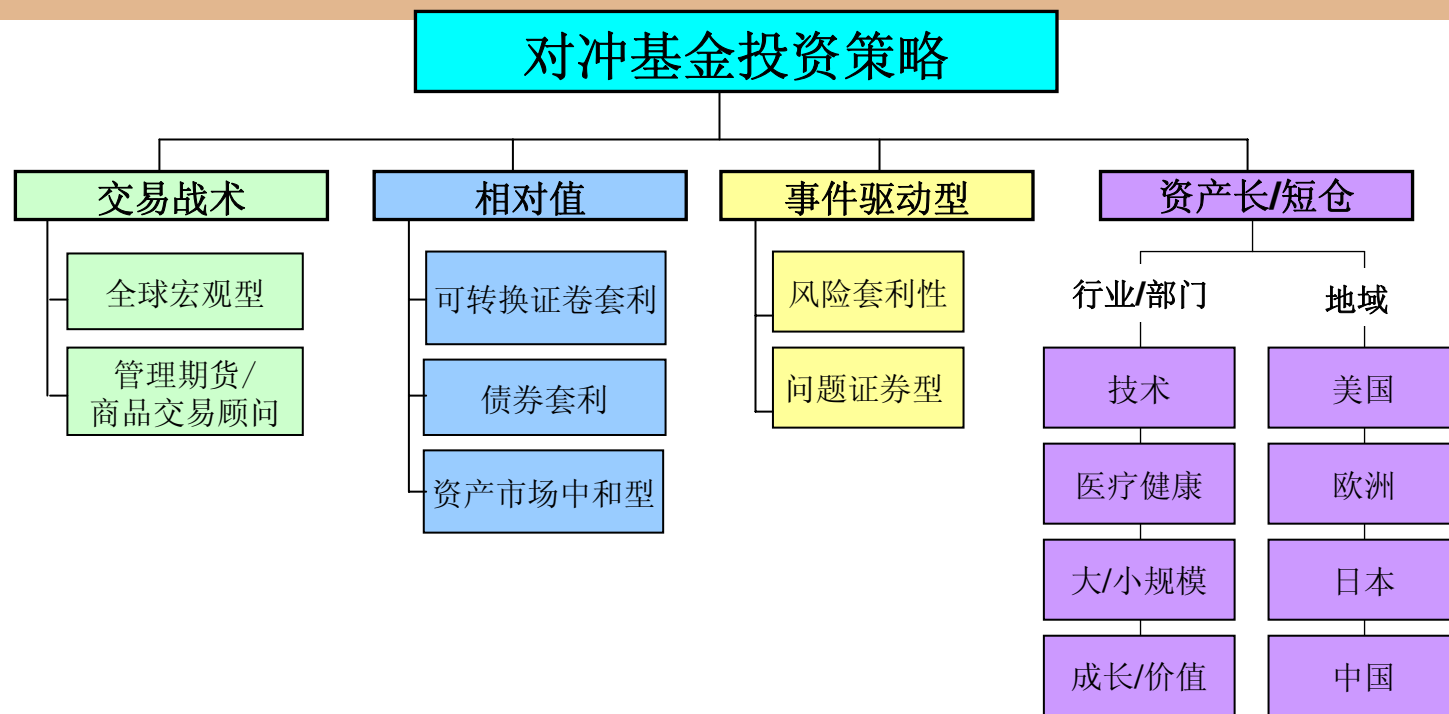 对冲基金投资策略
交易战术
相对值
事件驱动型
资产长/短仓
全球宏观型
管理期货/
商品交易顾问
可转换证卷套利
债券套利
资产市场中和型
风险套利性
问题证券型
行业/部门
技术
医疗健康
大/小规模
成长/价值
地域
美国
欧洲
日本
中国